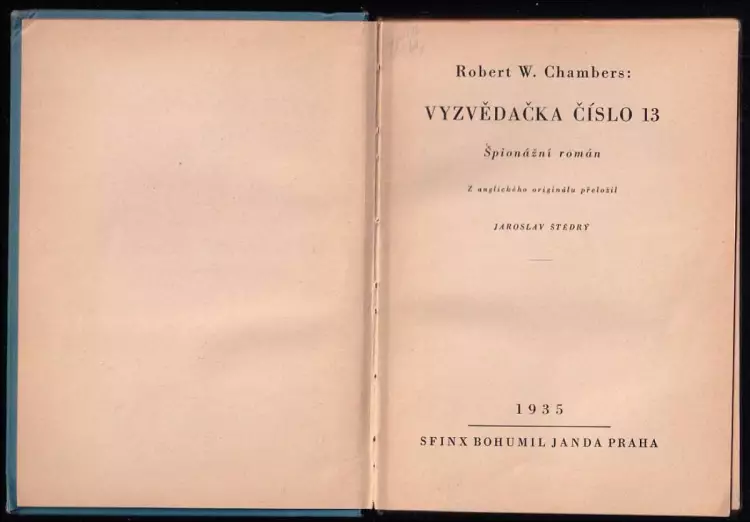 Robert W. Chambers:
VYZVĚDAČKA ČÍSLO 13
Špionážní román
Z anglického originálu přeložil
JAROSLAV ŠTEDRÝ
1935
SFINX BOHUMIL JANDA PRAHA